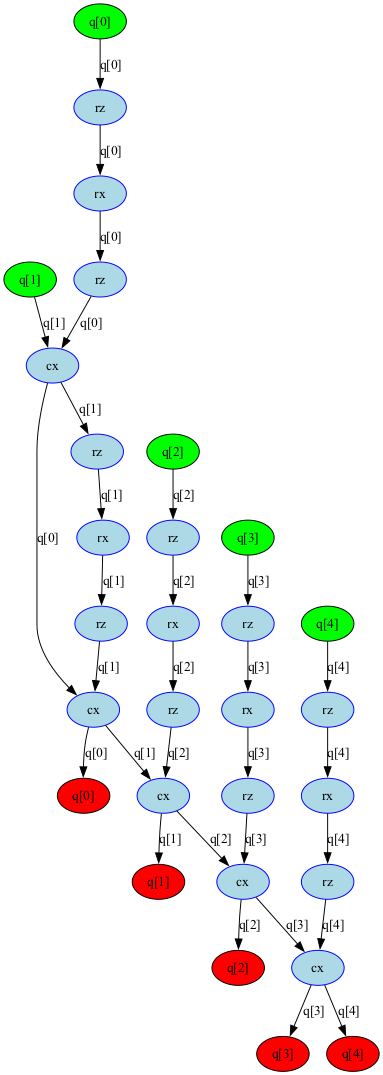 q[0]
q[0]
rz
q[0]
rx
q[0]
q[1] rz
q[1] q[0]
cx
q[1]
rz q[2]
q[1] q[2]
q[0] rx rz q[3]
q[1] q[2] q[3]
rz rx rz q[4]
q[1] q[2] q[3] q[4]
cx rz rx rz
q[0] q[1] q[2] q[3] q[4]
q[0] cx rz rx
q[1] q[2] q[3] q[4]
q[1] cx rz
q[2] q[3] q[4]
q[2] cx
q[3] q[4]
q[3] q[4]